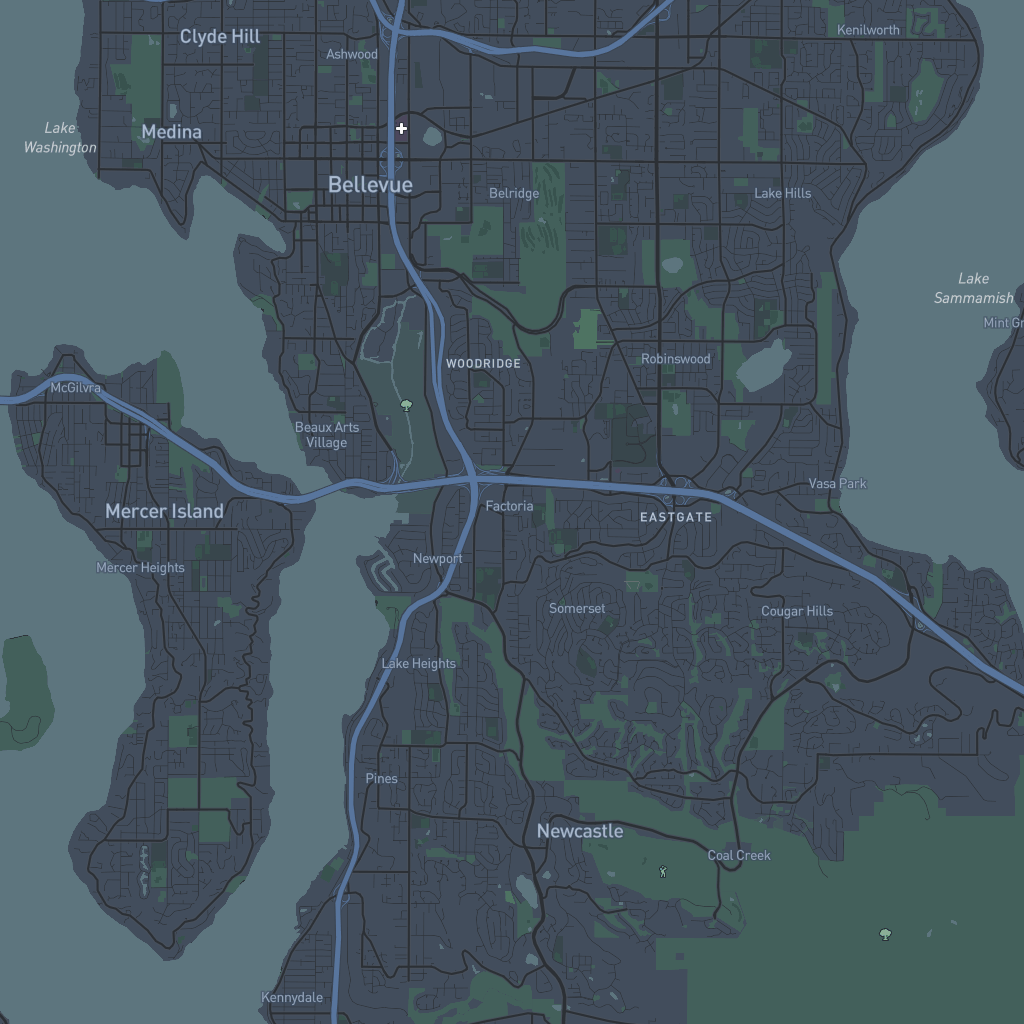 Clyde Hill
Ashwood
Kenilworth
Lake
Washington
Medina
Bellevue
Belridge
Lake Hills
Lake
Sammamish
WOODRIDGE
Robinswood
McGilvra
Beaux Arts
Village
Vasa Park
Mercer Island
Factoria
EASTGATE
Newport
Mercer Heights
Somerset
Cougar Hills
Lake Heights
Pines
Newcastle
Coal Creek
Kennydale